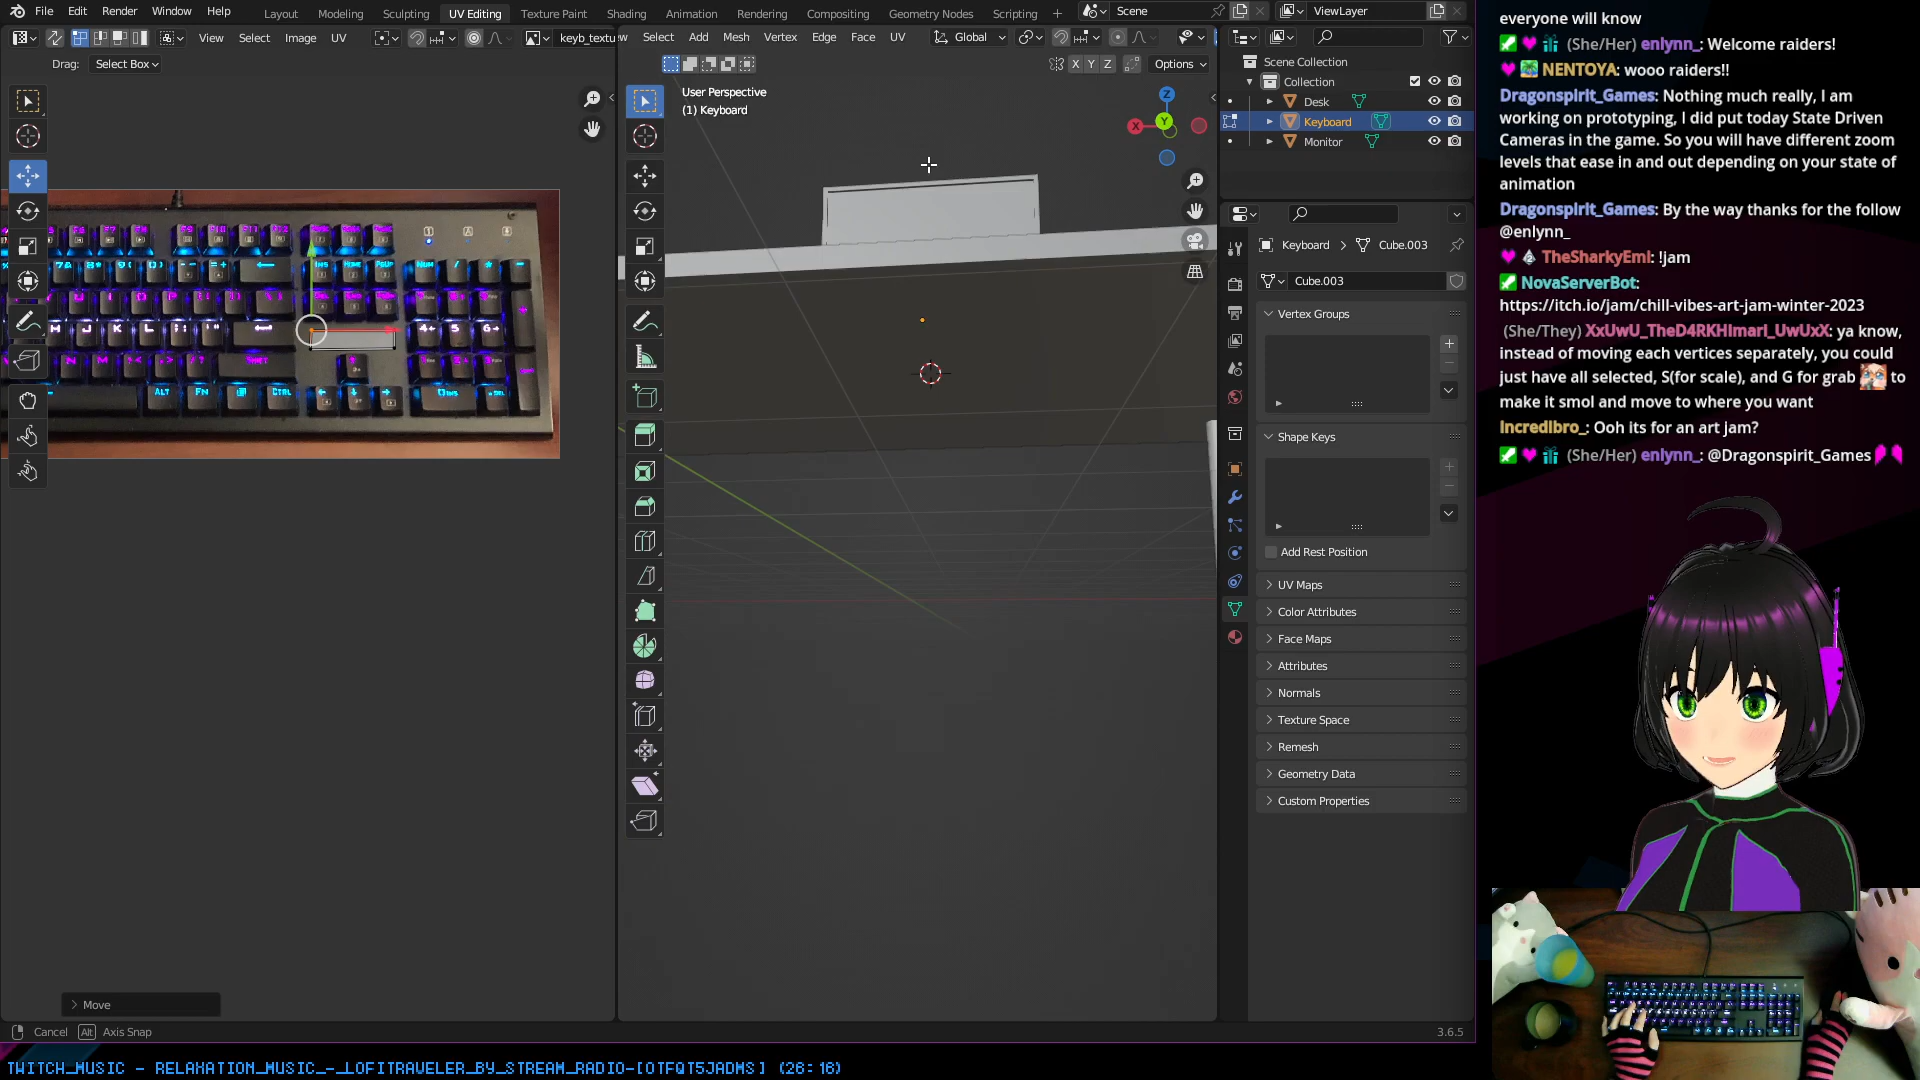 File Edit Render Window Help
Layout Modeling Sculpting UV Editing Texture Paint Shading Animation Rendering Compositing Geometry Nodes Scripting +
Scene
ViewLayer
View Select Image UV
keyb_textu
w Select Add Mesh Vertex Edge Face UV
Global
Drag: Select Box
X Y Z Options
User Perspective
(1) Keyboard
Z
Y
X
Scene Collection
Collection
Desk
Keyboard
Monitor
Keyboard > Cube.003
Cube.003
Vertex Groups
Shape Keys
Add Rest Position
UV Maps
Color Attributes
Face Maps
Attributes
Normals
Texture Space
Remesh
Geometry Data
Custom Properties
Move
Cancel Alt Axis Snap
3.6.5
everyone will know
(She/Her) enlynn_: Welcome raiders!
NENTOYA: wooo raiders!!
Dragonspirit_Games: Nothing much really, I am
working on prototyping, I did put today State Driven
Cameras in the game. So you will have different zoom
levels that ease in and out depending on your state of
animation
Dragonspirit_Games: By the way thanks for the follow
@enlynn_
TheSharkyEmi: !jam
NovaServerBot:
https://itch.io/jam/chill-vibes-art-jam-winter-2023
(She/They) XxUwU_TheD4RKHImari_UwUxX: ya know,
instead of moving each vertices separately, you could
just have all selected, S(for scale), and G for grab to
make it smol and move to where you want
Incredibro_: Ooh its for an art jam?
(She/Her) enlynn_: @Dragonspirit_Games
TWITCH_MUSIC - RELAXATION_MUSIC_-_LOFITRAVELER_BY_STREAM_RADIO-[OTFQT5JADMS] (26:16)